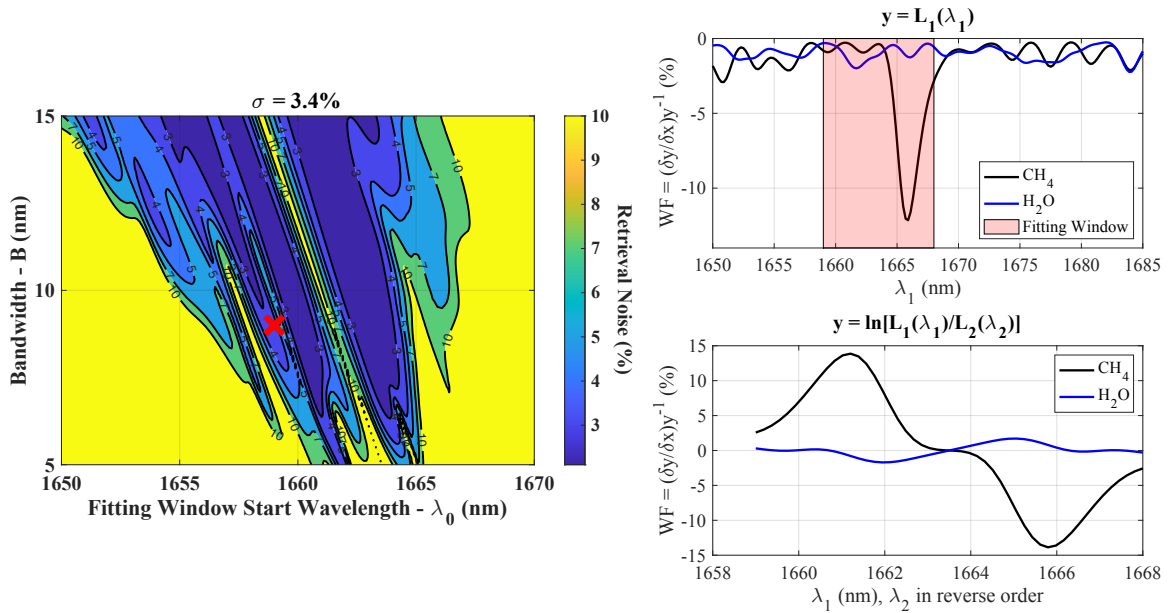 σ = 3.4%
15
10
5
1650
1655
1660
1665
1670
Bandwidth - B (nm)
Fitting Window Start Wavelength - λ0 (nm)
10
9
8
7
6
5
4
3
Retrieval Noise (%)
y = L1(λ1)
0
-5
-10
1650
1655
1660
1665
1670
1675
1680
1685
WF = (δy/δx)y-1 (%)
λ1 (nm)
CH4
H2O
Fitting Window
y = ln[L1(λ1)/L2(λ2)]
15
10
5
0
-5
-10
-15
1658
1660
1662
1664
1666
1668
WF = (δy/δx)y-1 (%)
λ1 (nm), λ2 in reverse order
CH4
H2O